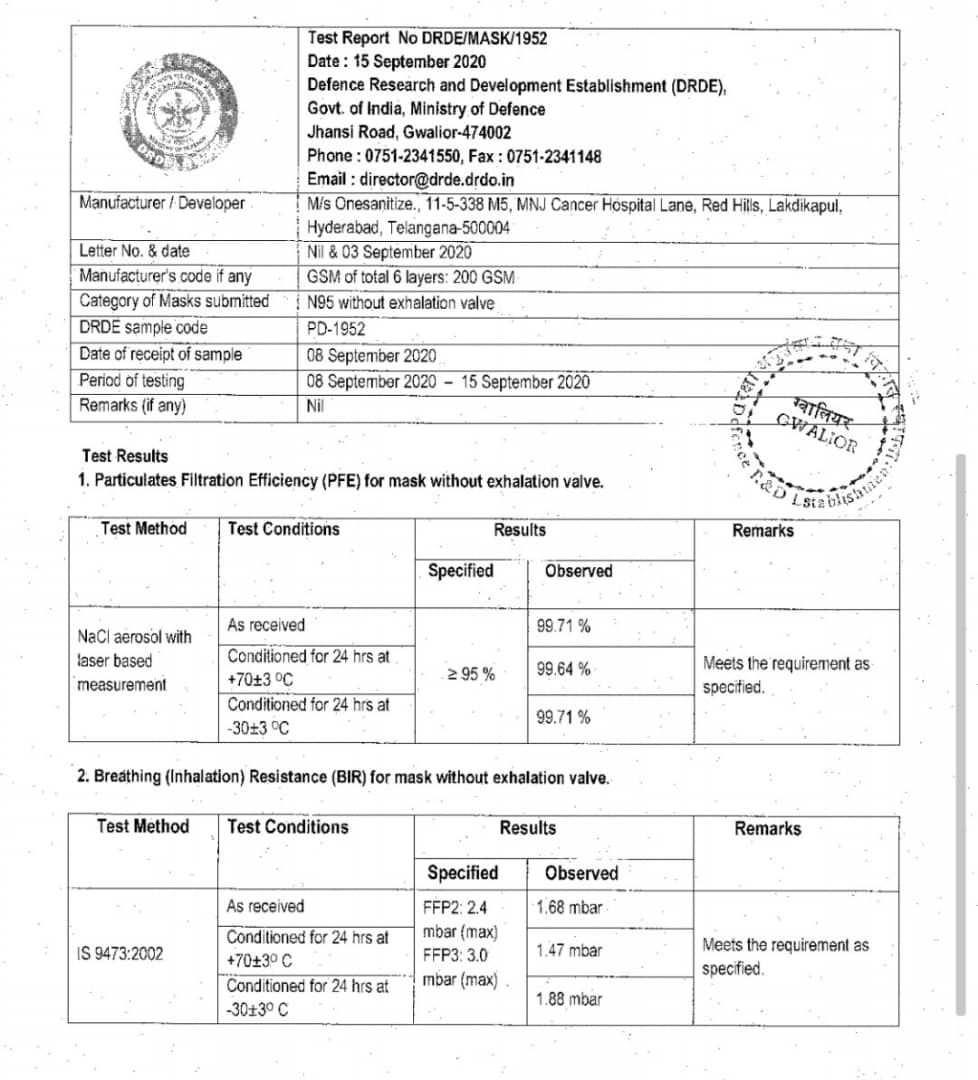 Test Report No DRDE/MASK/1952
Date : 15 September 2020
Defence Research and Development Establishment (DRDE),
Govt. of India, Ministry of Defence
Jhansi Road, Gwalior-474002
Phone : 0751-2341550, Fax : 0751-2341148
Email : director@drde.drdo.in
DRDE
Manufacturer / Developer
M/s Onesanitize., 11-5-338 M5, MNJ Cancer Hospital Lane, Red Hills, Lakdikapul,
Hyderabad, Telangana-500004
Letter No. & date
Nil & 03 September 2020
Manufacturer's code if any
GSM of total 6 layers: 200 GSM
Category of Masks submitted
N95 without exhalation valve
DRDE sample code
PD-1952
Date of receipt of sample
08 September 2020
Period of testing
08 September 2020 – 15 September 2020
Remarks (if any)
Nil
ग्वालियर
GWALIOR
Defence R&D Establishment
Test Results
1. Particulates Filtration Efficiency (PFE) for mask without exhalation valve.
Test Method
Test Conditions
Results
Remarks
Specified
Observed
NaCl aerosol with
laser based
measurement
As received
Conditioned for 24 hrs at
+70±3 ºC
Conditioned for 24 hrs at
-30±3 ºC
≥ 95 %
99.71 %
99.64 %
99.71 %
Meets the requirement as
specified.
2. Breathing (Inhalation) Resistance (BIR) for mask without exhalation valve.
Test Method
Test Conditions
Results
Remarks
Specified
Observed
IS 9473:2002
As received
Conditioned for 24 hrs at
+70±3º C
Conditioned for 24 hrs at
-30±3º C
FFP2: 2.4
mbar (max)
FFP3: 3.0
mbar (max)
1.68 mbar
1.47 mbar
1.88 mbar
Meets the requirement as
specified.